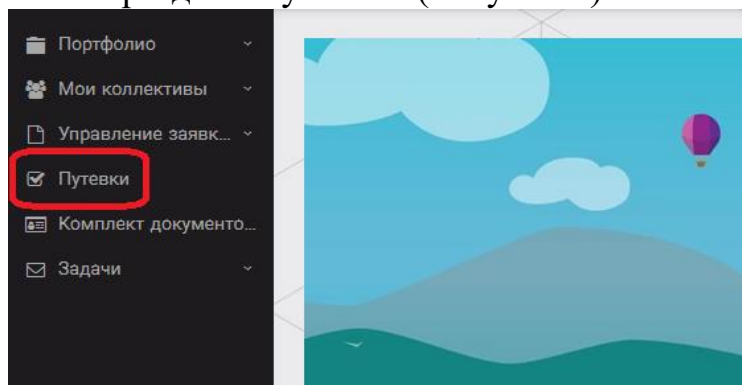 Портфолио
Мои коллективы
Управление заявк...
Путевки
Комплект документо...
Задачи